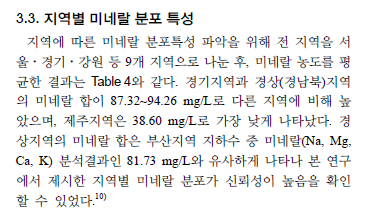 3.3. 지역별 미네랄 분포 특성
지역에 따른 미네랄 분포특성 파악을 위해 전 지역을 서
울·경기·강원 등 9개 지역으로 나눈 후, 미네랄 농도를 평
균한 결과는 Table 4와 같다. 경기지역과 경상(경남북)지역
의 미네랄 합이 87.32~94.26 mg/L로 다른 지역에 비해 높
았으며, 제주지역은 38.60 mg/L로 가장 낮게 나타났다. 경
상지역의 미네랄 합은 부산지역 지하수 중 미네랄(Na, Mg,
Ca, K) 분석결과인 81.73 mg/L와 유사하게 나타나 본 연구
에서 제시한 지역별 미네랄 분포가 신뢰성이 높음을 확인
할 수 있었다.10)